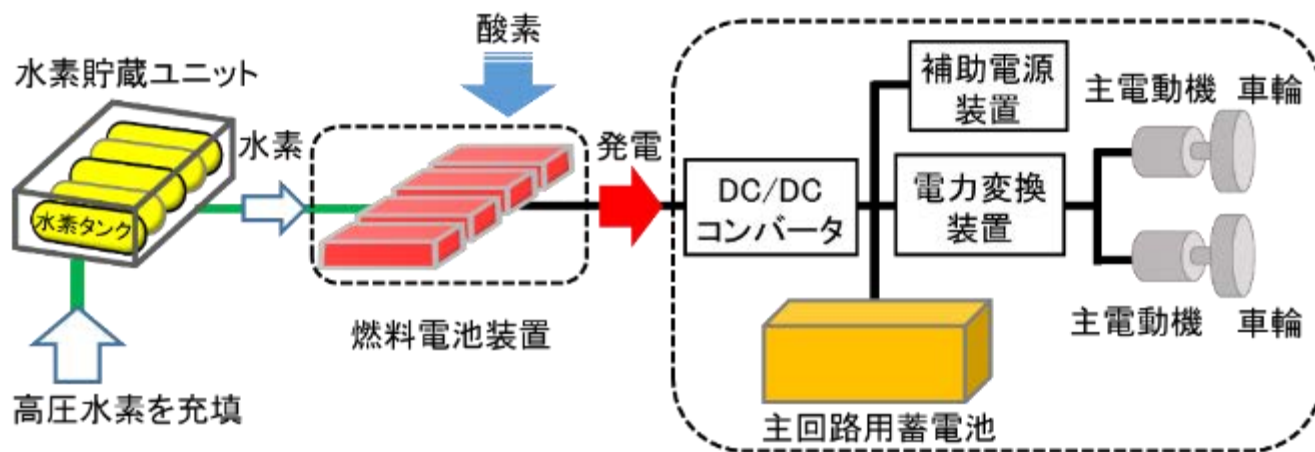 酸素
水素貯蔵ユニット
水素
水素タンク
高圧水素を充填
燃料電池装置
発電
DC/DC
コンバータ
補助電源
装置
電力変換
装置
主電動機 車輪
主電動機 車輪
主回路用蓄電池